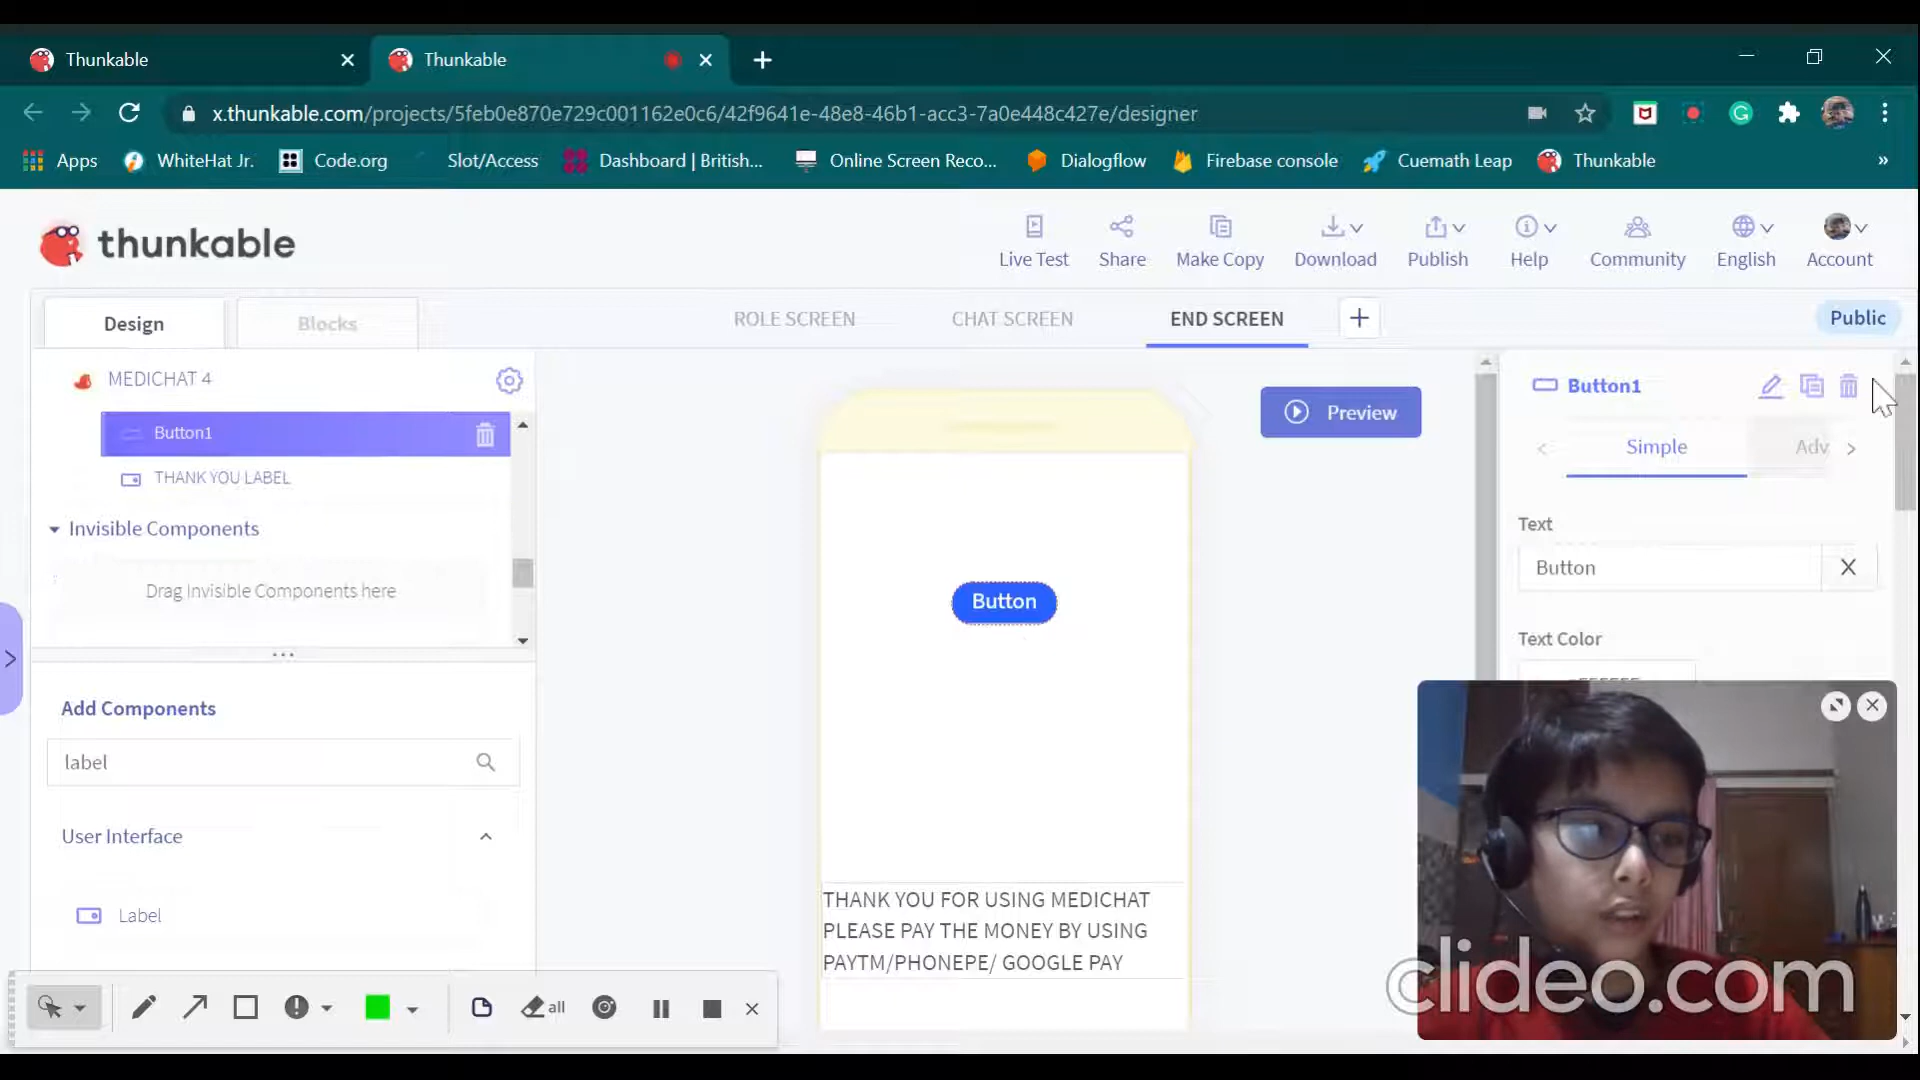 Thunkable
Thunkable
x.thunkable.com/projects/5feb0e870e729c001162e0c6/42f9641e-48e8-46b1-acc3-7a0e448c427e/designer
Apps WhiteHat Jr. Code.org Slot/Access Dashboard | British... Online Screen Reco... Dialogflow Firebase console Cuemath Leap Thunkable »
thunkable
Live Test Share Make Copy Download Publish Help Community English Account
Design Blocks ROLE SCREEN CHAT SCREEN END SCREEN + Public
MEDICHAT 4
Button1
THANK YOU LABEL
Invisible Components
Drag Invisible Components here
Add Components
label
User Interface
Label
Preview
Button
THANK YOU FOR USING MEDICHAT
PLEASE PAY THE MONEY BY USING
PAYTM/PHONEPE/ GOOGLE PAY
Button1
Simple Adv
Text
Button X
Text Color
all
clideo.com